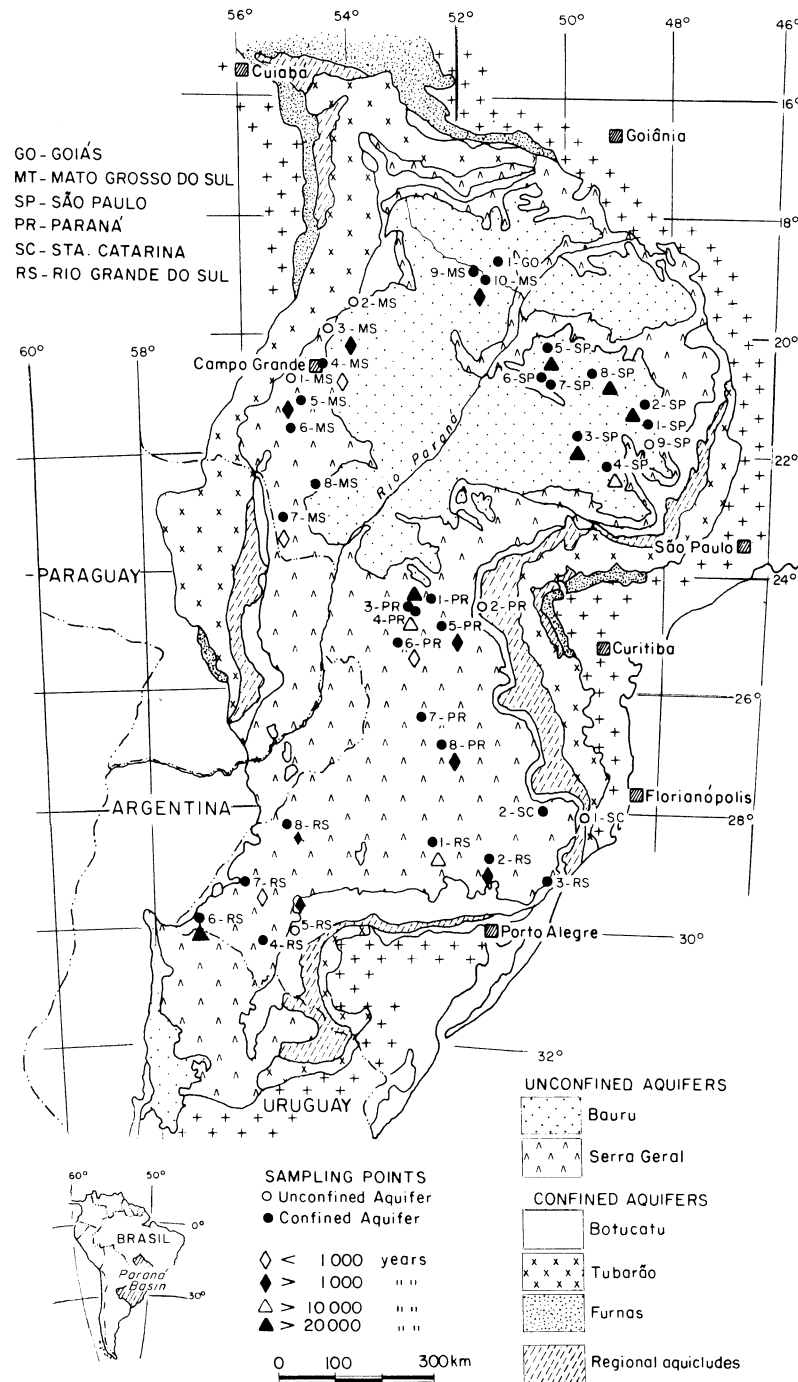 56°
54°
52°
50°
48°
46°
Cuiaba
16°
Goiânia
GO-GOIÁS
MT-MATO GROSSO DO SUL
SP-SÃO PAULO
PR-PARANÁ
SC-STA. CATARINA
RS-RIO GRANDE DO SUL
18°
1-GO
9-MS
10-MS
2-MS
3-MS
20°
60°
58°
5-SP
4-MS
Campo Grande
8-SP
6-SP
7-SP
1-MS
5-MS
2-SP
1-SP
6-MS
3-SP
9-SP
Rio Paraná
4-SP
22°
8-MS
7-MS
São Paulo
PARAGUAY
24°
1-PR
3-PR
2-PR
4-PR
5-PR
6-PR
Curitiba
26°
7-PR
8-PR
Florianópolis
ARGENTINA
2-SC
1-SC
28°
8-RS
1-RS
2-RS
7-RS
3-RS
6-RS
5-RS
Porto Alegre
30°
4-RS
32°
URUGUAY
UNCONFINED AQUIFERS
Bauru
Serra Geral
CONFINED AQUIFERS
Botucatu
Tubarão
Furnas
Regional aquicludes
SAMPLING POINTS
Unconfined Aquifer
Confined Aquifer
< 1000 years
> 1000 " "
> 10000 " "
> 20000 " "
0 100 300km
60°
50°
BRASIL
0°
Paraná
Basin
30°